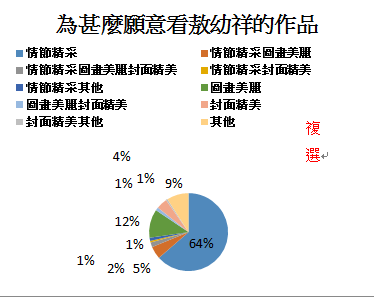 為甚麼願意看敖幼祥的作品
情節精采 情節精采圖畫美麗
情節精采圖畫美麗封面精美 情節精采封面精美
情節精采其他 圖畫美麗
圖畫美麗封面精美 封面精美
封面精美其他 其他
複
選↵
4%
1% 1% 9%
12%
64%
1%
1% 2% 5%